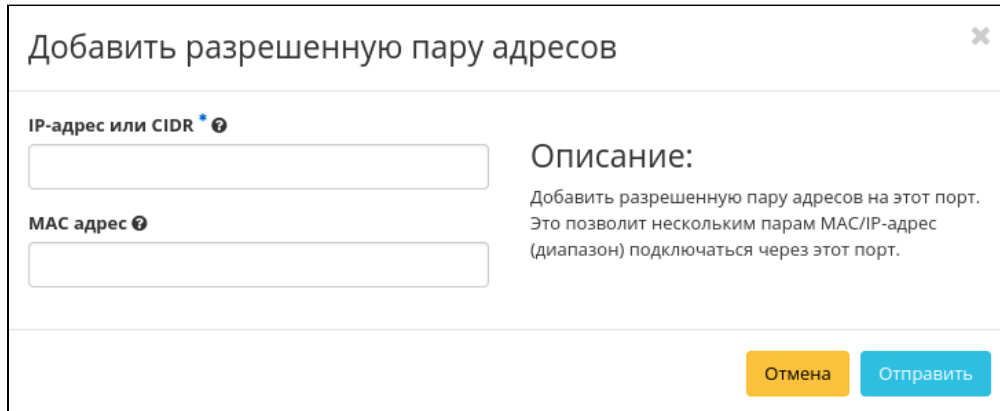 Добавить разрешенную пару адресов
×
IP-адрес или CIDR *
Описание:
Добавить разрешенную пару адресов на этот порт.
Это позволит нескольким парам MAC/IP-адрес
(диапазон) подключаться через этот порт.
MAC адрес
Отмена
Отправить